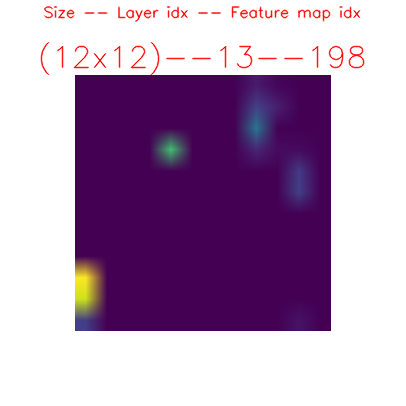 Size -- Layer idx -- Feature map idx
(12x12)--13--198